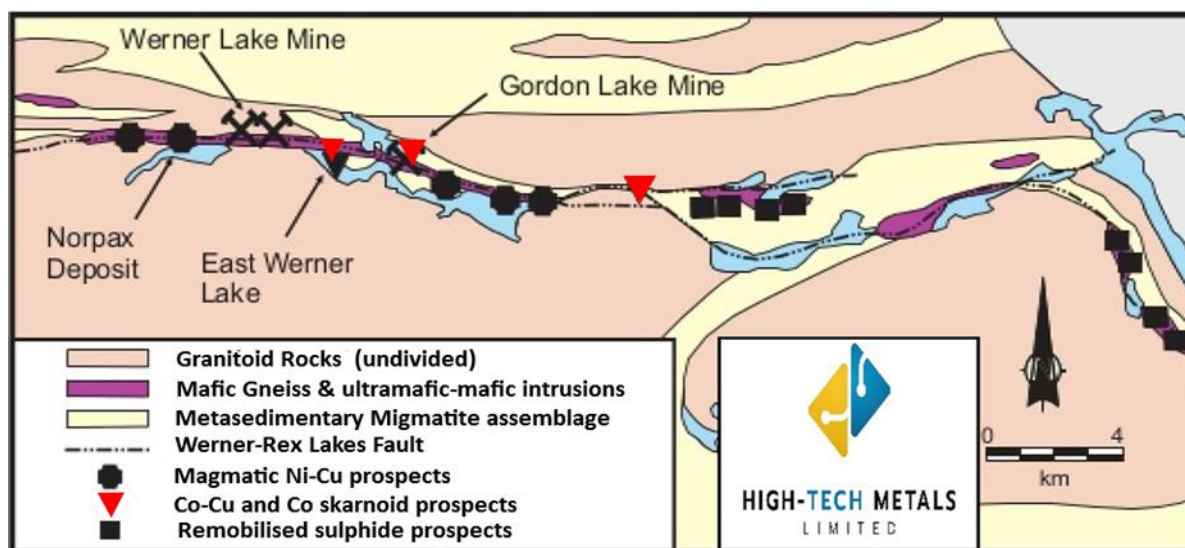 Werner Lake Mine
Gordon Lake Mine
Norpax
Deposit
East Werner
Lake
Granitoid Rocks (undivided)
Mafic Gneiss & ultramafic-mafic intrusions
Metasedimentary Migmatite assemblage
Werner-Rex Lakes Fault
Magmatic Ni-Cu prospects
Co-Cu and Co skarnoid prospects
Remobilised sulphide prospects
HIGH-TECH METALS
LIMITED
0 4
km